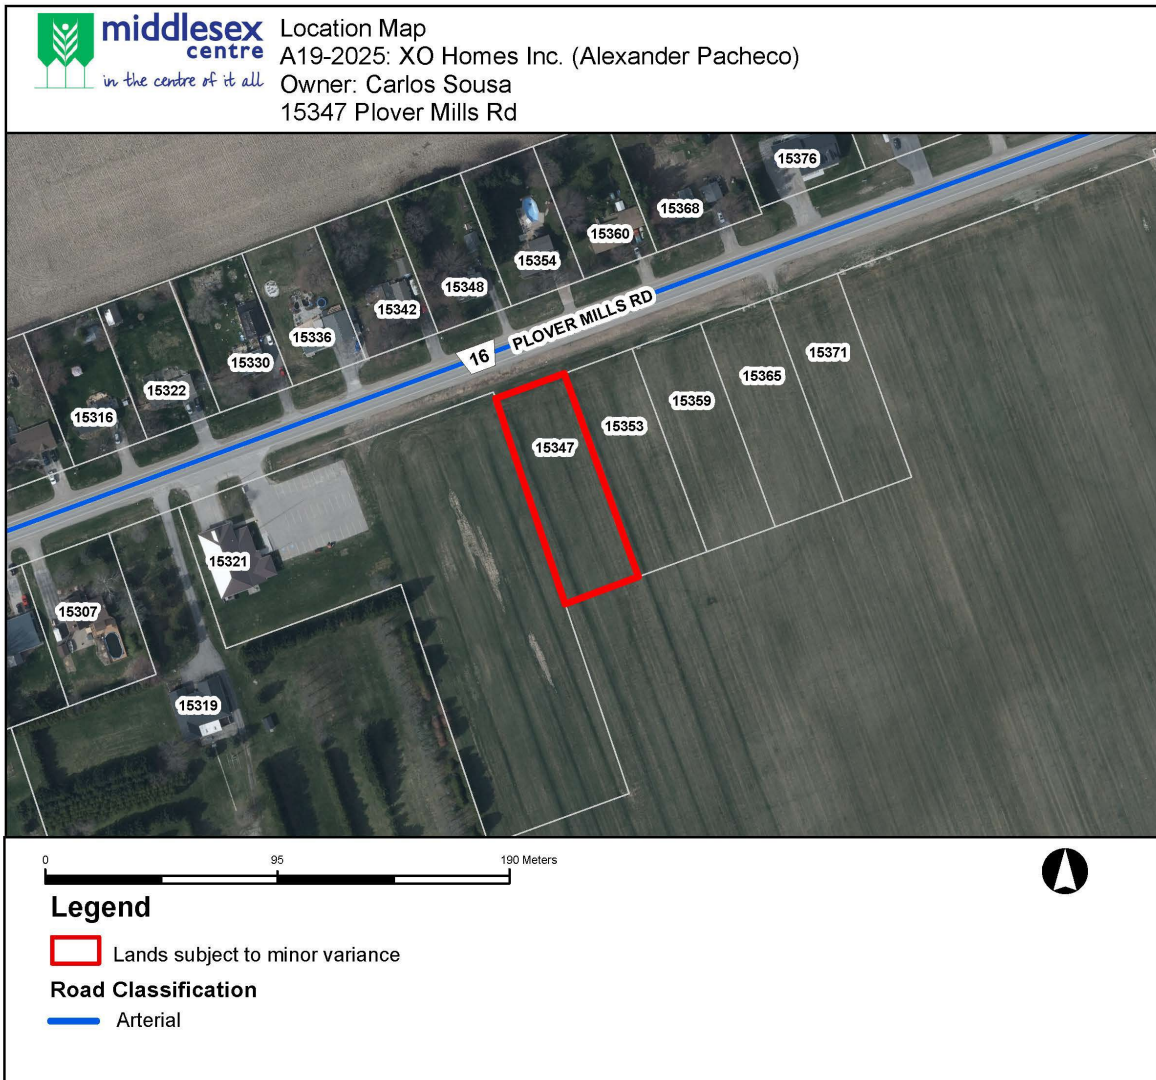 middlesex
centre
in the centre of it all
Location Map
A19-2025: XO Homes Inc. (Alexander Pacheco)
Owner: Carlos Sousa
15347 Plover Mills Rd
15376
15368
15360
15354
15348
15342
15336
15330
15322
15316
16
PLOVER MILLS RD
15371
15365
15359
15353
15347
15321
15307
15319
0 95 190 Meters
Legend
Lands subject to minor variance
Road Classification
Arterial